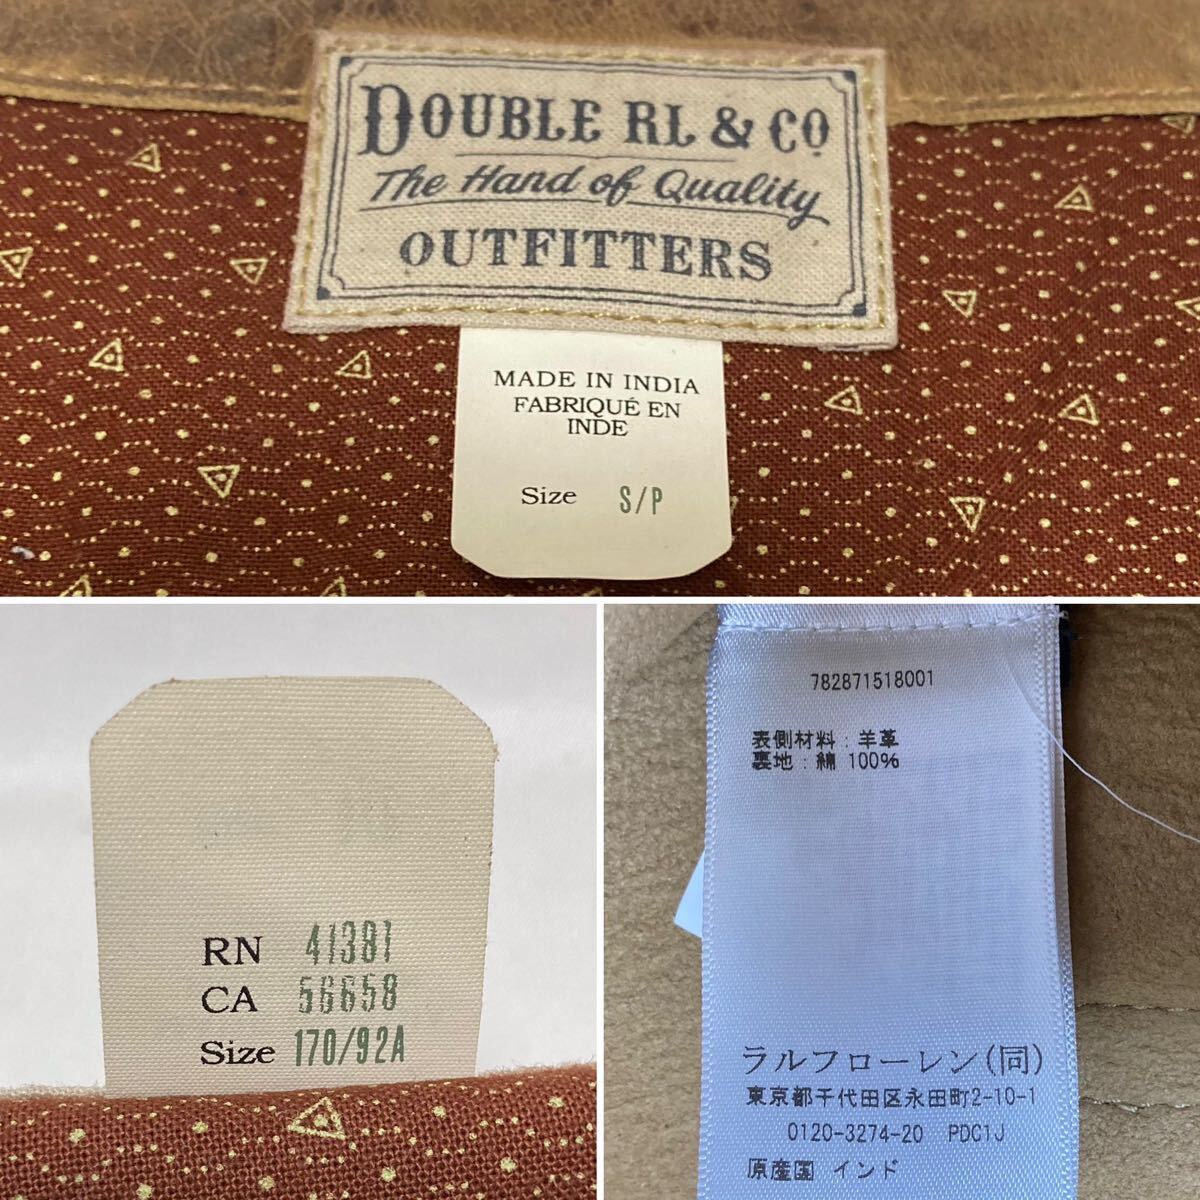 DOUBLE RL & CO
The Hand of Quality
OUTFITTERS
MADE IN INDIA
FABRIQUÉ EN
INDE
Size S/P
RN 41381
CA 56658
Size 170/92A
782871518001
表側材料：羊革
裏地：綿 100%
ラルフローレン(同)
東京都千代田区永田町2-10-1
0120-3274-20 PDC1J
原産国 インド